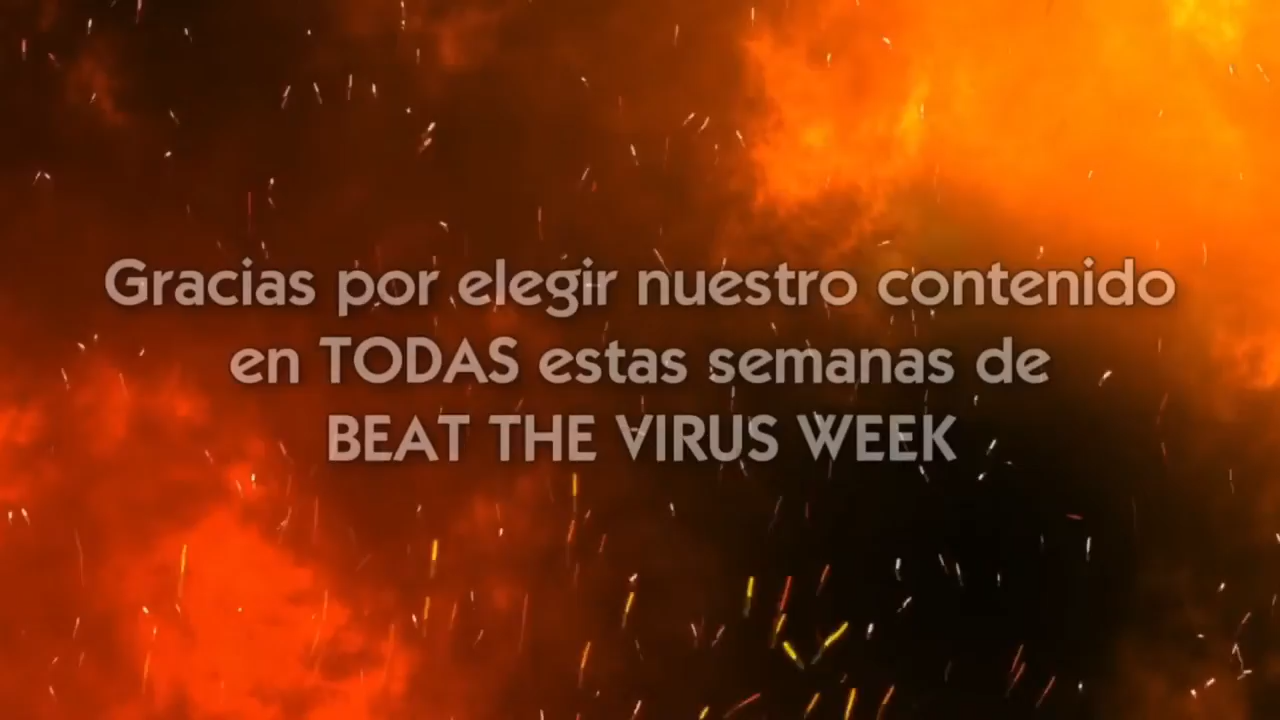 Gracias por elegir nuestro contenido
en TODAS estas semanas de
BEAT THE VIRUS WEEK